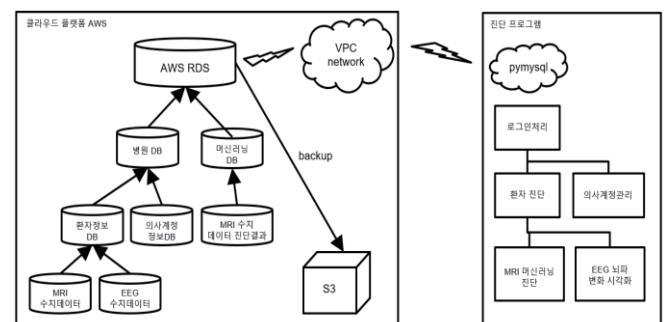 클라우드 플랫폼 AWS
진단 프로그램
AWS RDS
VPC
network
pymysql
병원 DB
머신러닝
DB
backup
로그인처리
환자정보
DB
의사계정
정보DB
MRI 수치
데이터 진단결과
환자 진단
의사계정관리
MRI
수치데이터
EEG
수치데이터
S3
MRI 머신러닝
진단
EEG 뇌파
변화 시각화